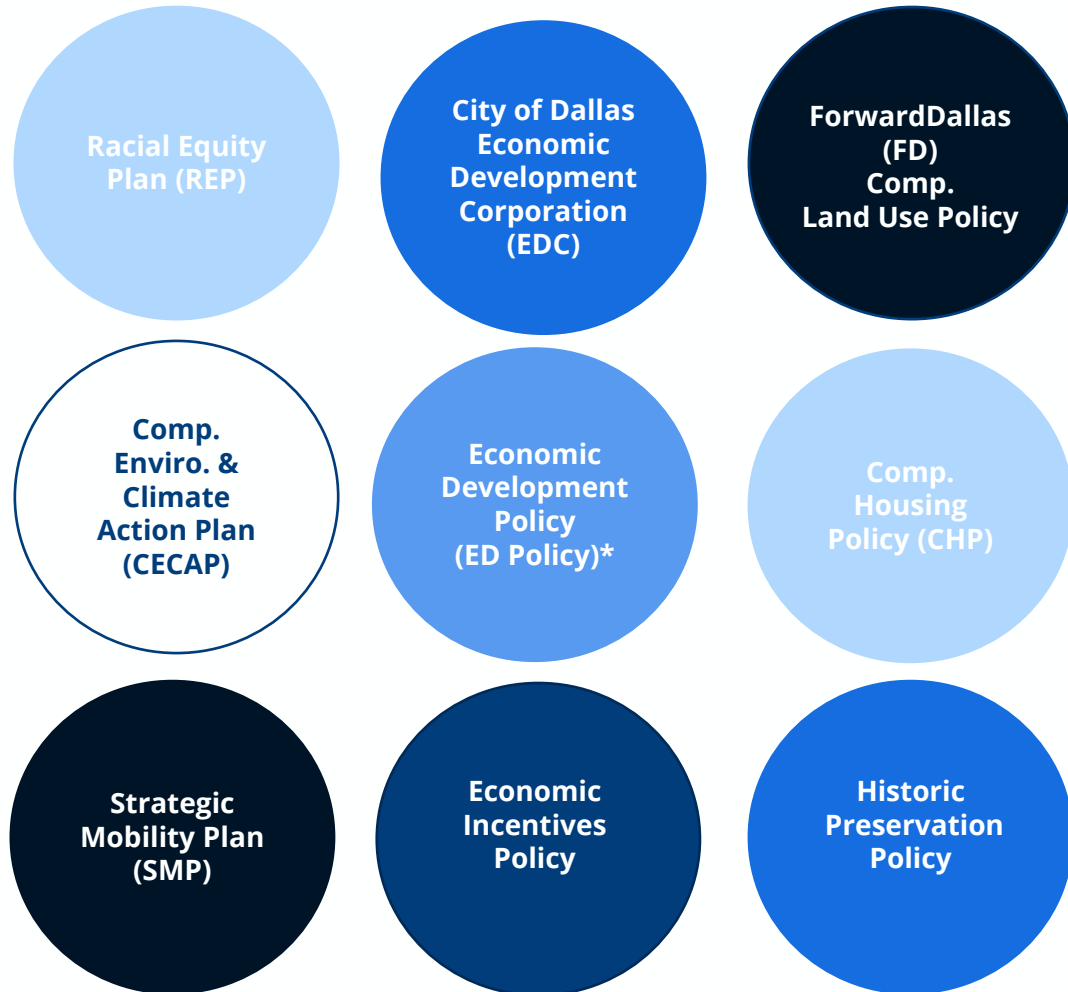 Racial Equity
Plan (REP)
City of Dallas
Economic
Development
Corporation
(EDC)
ForwardDallas
(FD)
Comp.
Land Use Policy
Comp.
Enviro. &
Climate
Action Plan
(CECAP)
Economic
Development
Policy
(ED Policy)*
Comp.
Housing
Policy (CHP)
Strategic
Mobility Plan
(SMP)
Economic
Incentives
Policy
Historic
Preservation
Policy